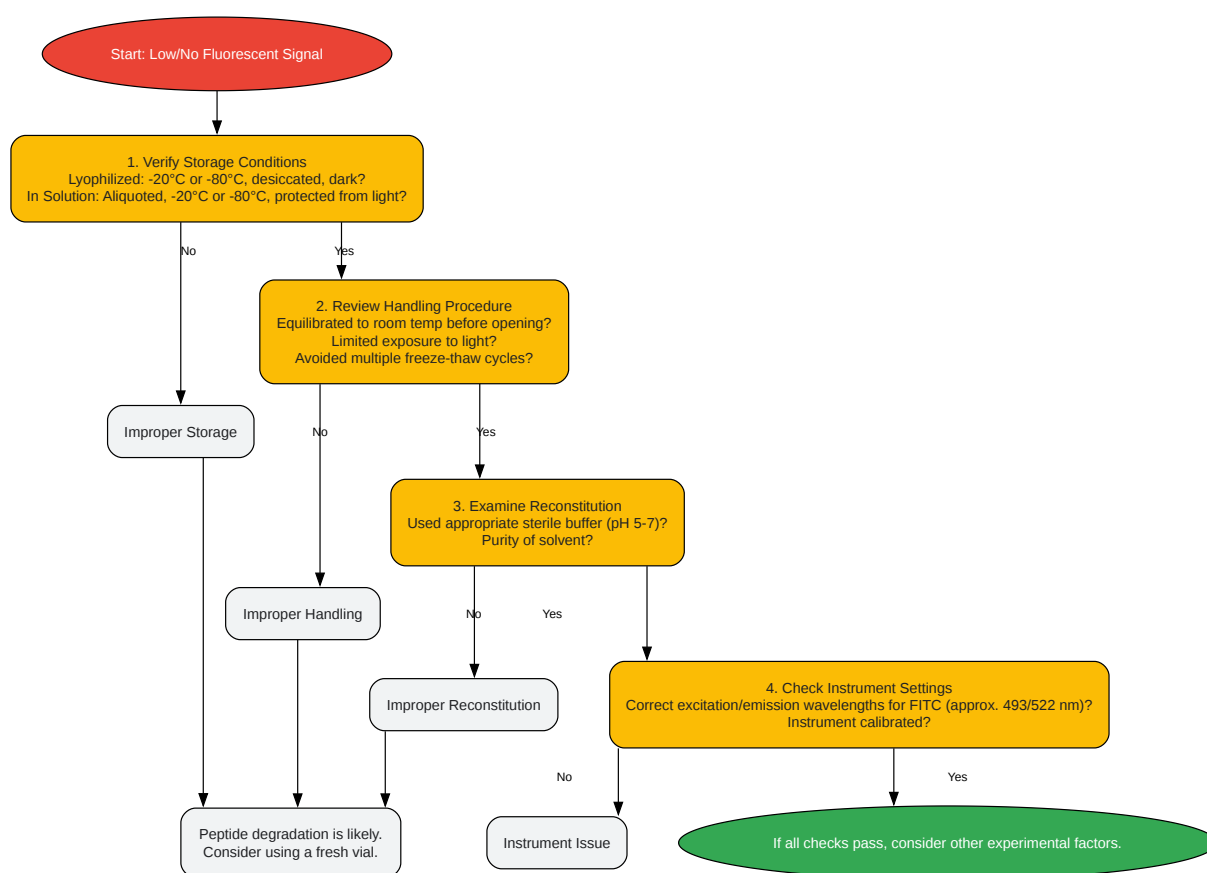 Start: Low/No Fluorescent Signal
1. Verify Storage Conditions
Lyophilized: -20°C or -80°C, desiccated, dark?
In Solution: Aliquoted, -20°C or -80°C, protected from light?
No
Yes
2. Review Handling Procedure
Equilibrated to room temp before opening?
Limited exposure to light?
Avoided multiple freeze-thaw cycles?
Improper Storage
No
Yes
3. Examine Reconstitution
Used appropriate sterile buffer (pH 5-7)?
Purity of solvent?
Improper Handling
No
Yes
4. Check Instrument Settings
Correct excitation/emission wavelengths for FITC (approx. 493/522 nm)?
Instrument calibrated?
Improper Reconstitution
No
Yes
Peptide degradation is likely.
Consider using a fresh vial.
Instrument Issue
If all checks pass, consider other experimental factors.